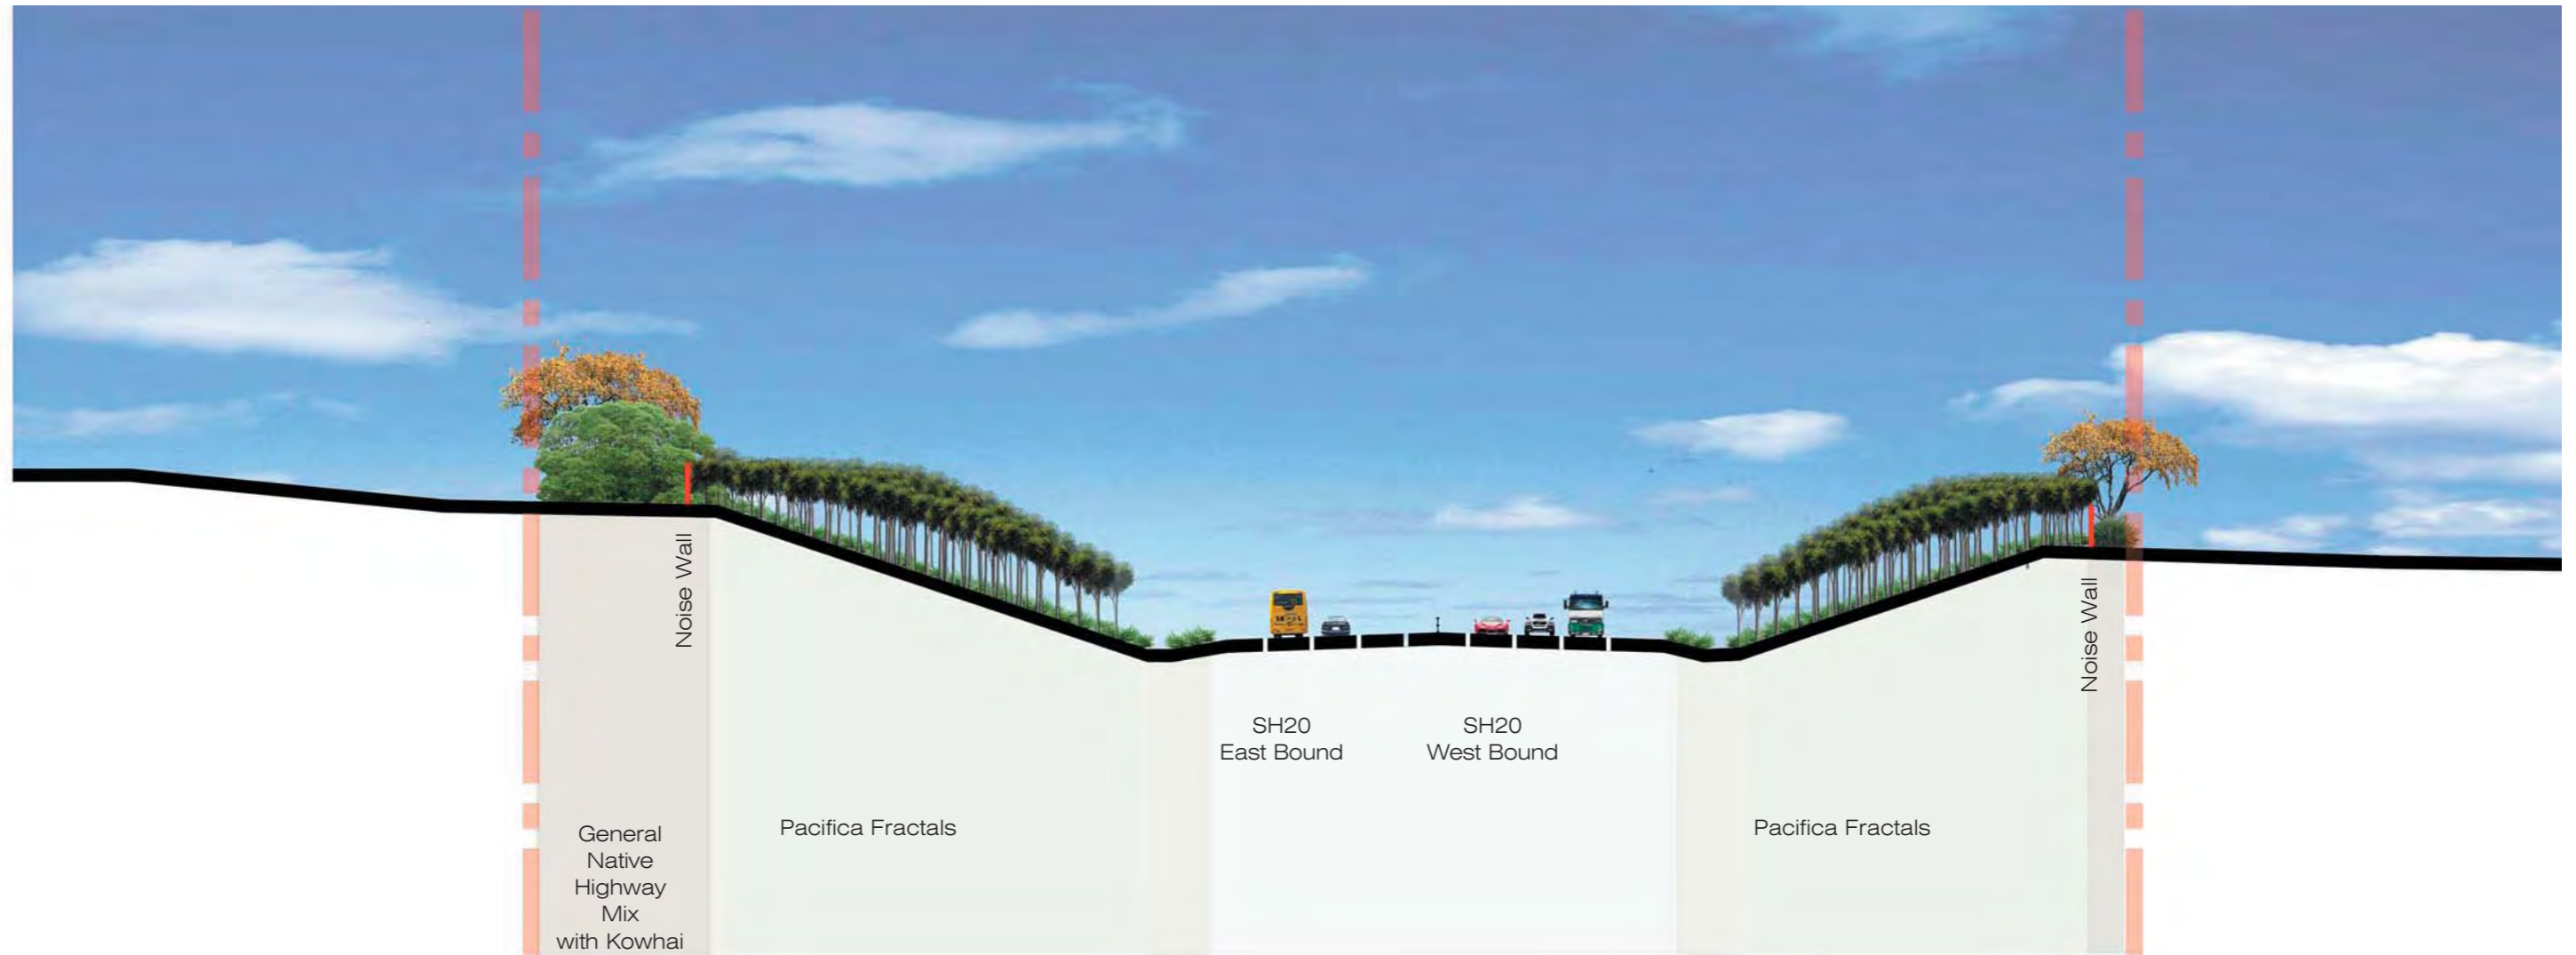 Noise Wall
Noise Wall
SH20
East Bound
SH20
West Bound
General
Native
Highway
Mix
with Kowhai
Pacifica Fractals
Pacifica Fractals